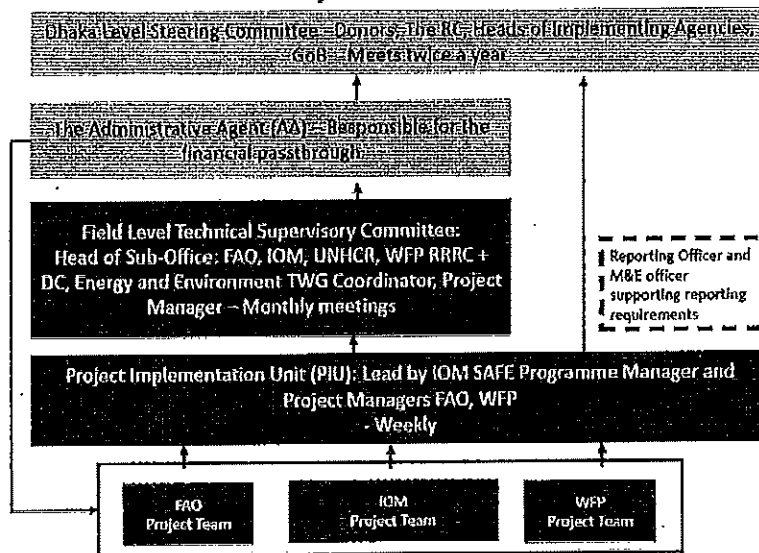 Dhaka Level Steering Committee – Donors, The RC, Heads of Implementing Agencies,
GoB – Meets twice a year
The Administrative Agent (AA) – Responsible for the
financial passthrough
Field Level Technical Supervisory Committee:
Head of Sub-Office: FAO, IOM, UNHCR, WFP RRRC +
DC, Energy and Environment TWG Coordinator, Project
Manager – Monthly meetings
Reporting Officer and
M&E officer
supporting reporting
requirements
Project Implementation Unit (PIU): Lead by IOM SAFE Programme Manager and
Project Managers FAO, WFP
- Weekly
FAO
Project Team
IOM
Project Team
WFP
Project Team